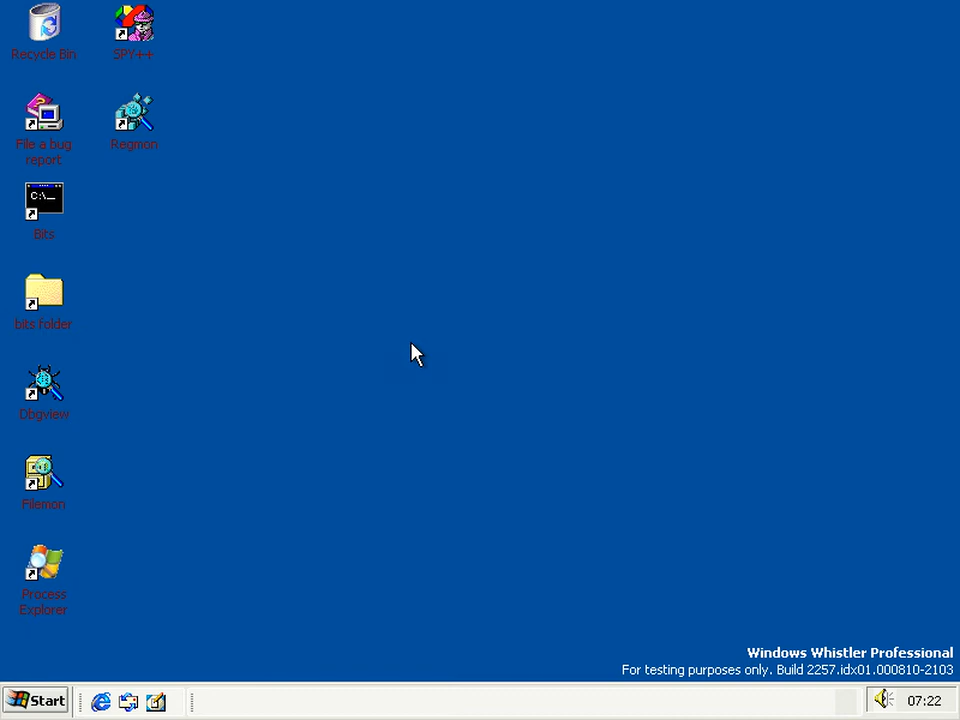 Recycle Bin
SPY++
File a bug
report
Regmon
Bits
C:\_
bits folder
Dbgview
Filemon
Process
Explorer
Windows Whistler Professional
For testing purposes only. Build 2257.idx01.000810-2103
Start
07:22